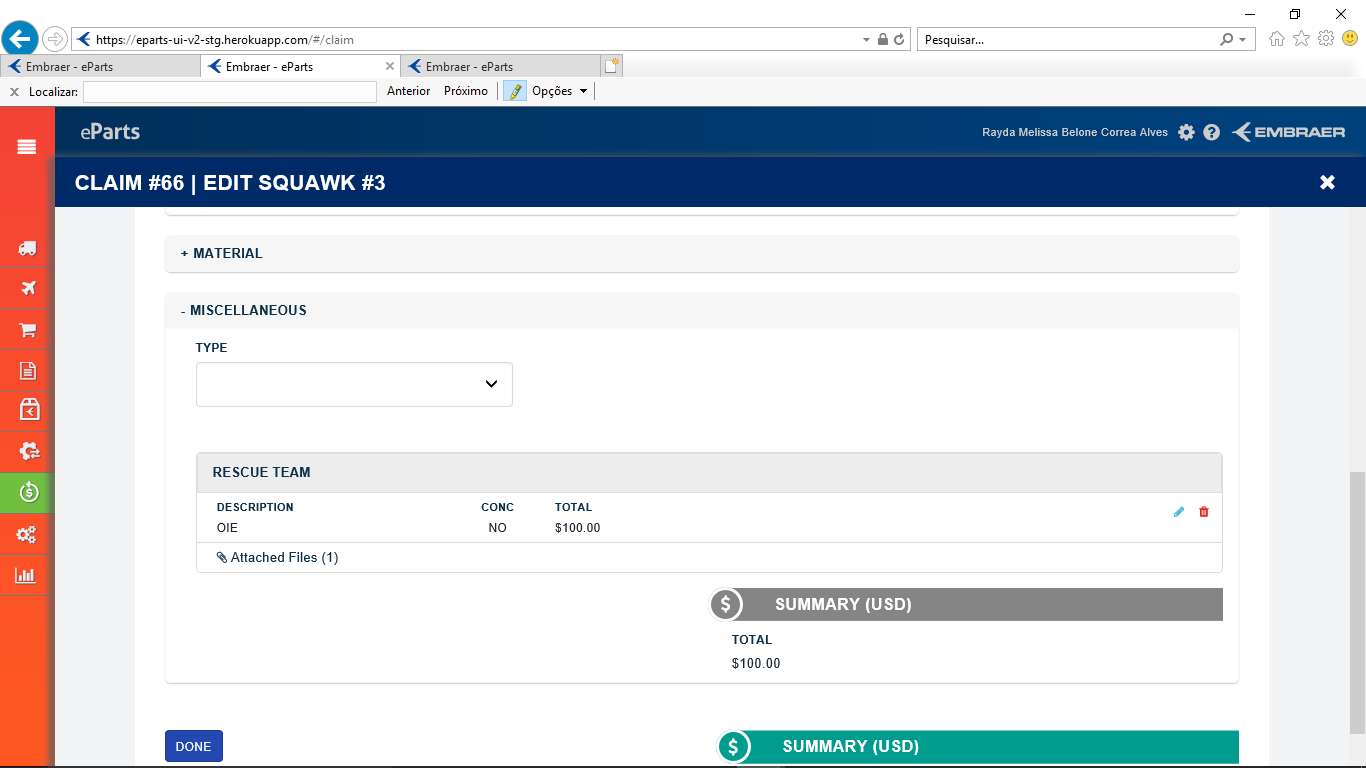 https://eparts-ui-v2-stg.herokuapp.com/#/claim
Pesquisar...
Embraer - eParts
Embraer - eParts
Embraer - eParts
Localizar:
Anterior Próximo Opções
eParts
Rayda Melissa Belone Correa Alves
EMBRAER
CLAIM #66 | EDIT SQUAWK #3
+ MATERIAL
- MISCELLANEOUS
TYPE
RESCUE TEAM
DESCRIPTION CONC TOTAL
OIE NO $100.00
Attached Files (1)
$ SUMMARY (USD)
TOTAL
$100.00
DONE
$ SUMMARY (USD)